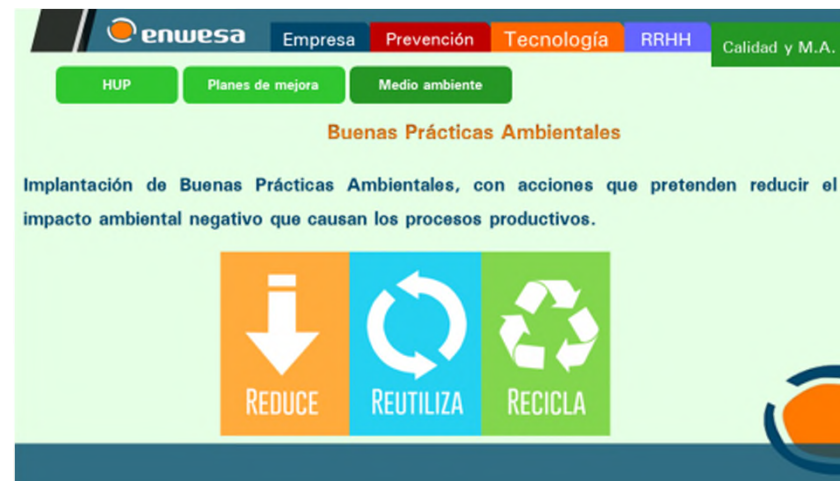 enwesa Empresa Prevención Tecnología RRHH Calidad y M.A.
HUP Planes de mejora Medio ambiente
Buenas Prácticas Ambientales
Implantación de Buenas Prácticas Ambientales, con acciones que pretenden reducir el
impacto ambiental negativo que causan los procesos productivos.
REDUCE REUTILIZA RECICLA